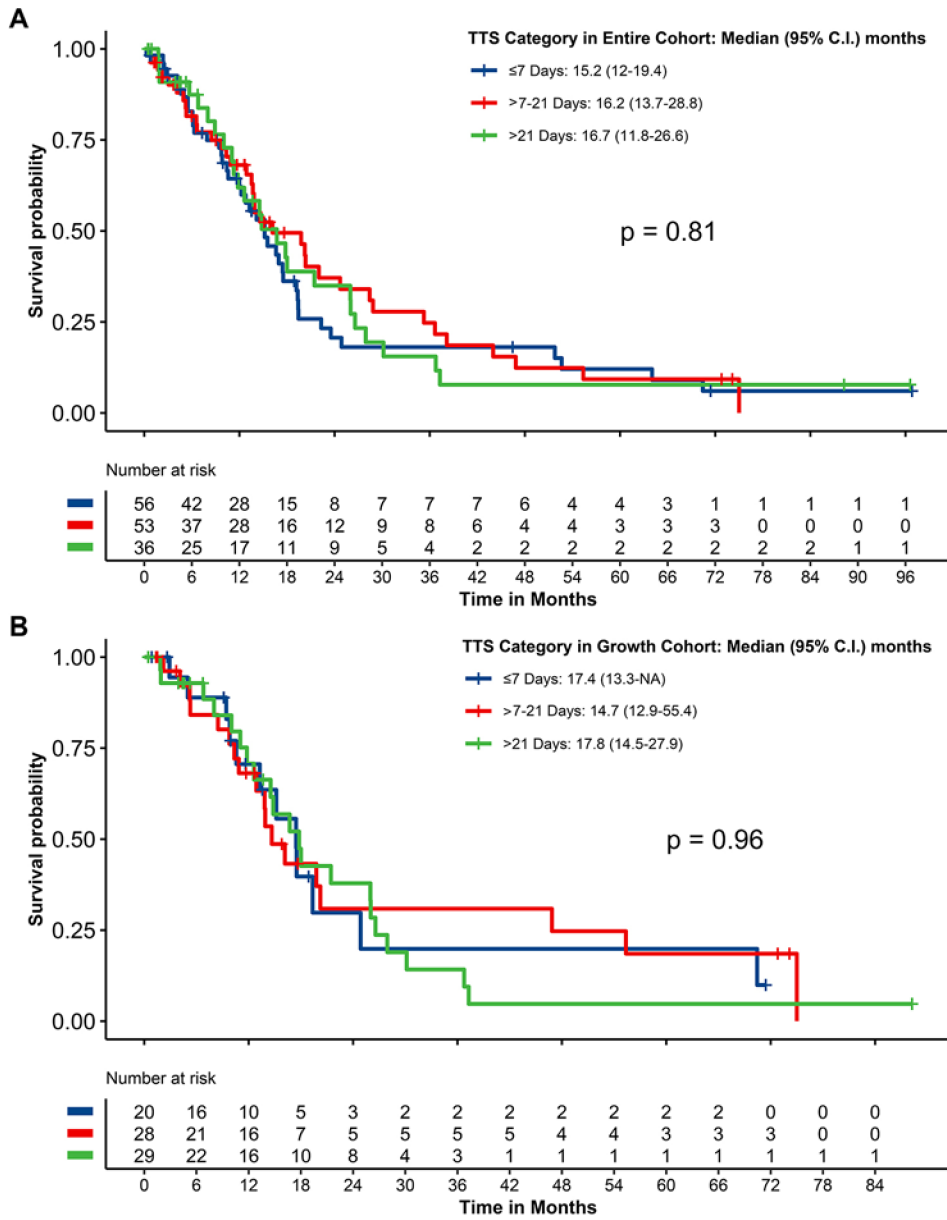 A
TTS Category in Entire Cohort: Median (95% C.I.) months
≤7 Days: 15.2 (12-19.4)
>7-21 Days: 16.2 (13.7-28.8)
>21 Days: 16.7 (11.8-26.6)
p = 0.81
Survival probability
1.00
0.75
0.50
0.25
0.00
Number at risk
56 42 28 15 8 7 7 7 6 4 4 3 1 1 1 1 1
53 37 28 16 12 9 8 6 4 4 3 3 3 0 0 0 0
36 25 17 11 9 5 4 2 2 2 2 2 2 2 2 1 1
0 6 12 18 24 30 36 42 48 54 60 66 72 78 84 90 96
Time in Months
B
TTS Category in Growth Cohort: Median (95% C.I.) months
≤7 Days: 17.4 (13.3-NA)
>7-21 Days: 14.7 (12.9-55.4)
>21 Days: 17.8 (14.5-27.9)
p = 0.96
Survival probability
1.00
0.75
0.50
0.25
0.00
Number at risk
20 16 10 5 3 2 2 2 2 2 2 2 0 0 0
28 21 16 7 5 5 5 5 4 4 3 3 3 0 0
29 22 16 10 8 4 3 1 1 1 1 1 1 1 1
0 6 12 18 24 30 36 42 48 54 60 66 72 78 84
Time in Months